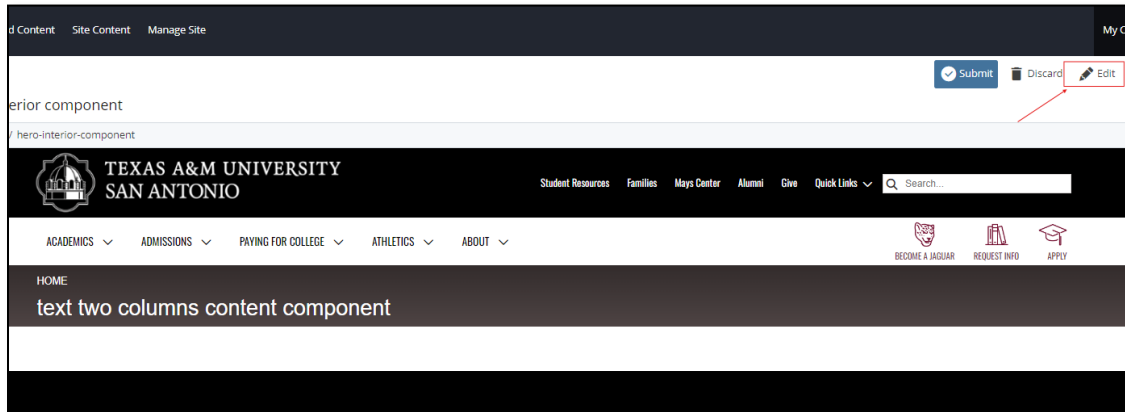 d Content Site Content Manage Site My C
Submit Discard Edit
erior component
/ hero-interior-component
TEXAS A&M UNIVERSITY
SAN ANTONIO
Student Resources Families Mays Center Alumni Give Quick Links Search...
ACADEMICS ADMISSIONS PAYING FOR COLLEGE ATHLETICS ABOUT
BECOME A JAGUAR REQUEST INFO APPLY
HOME
text two columns content component